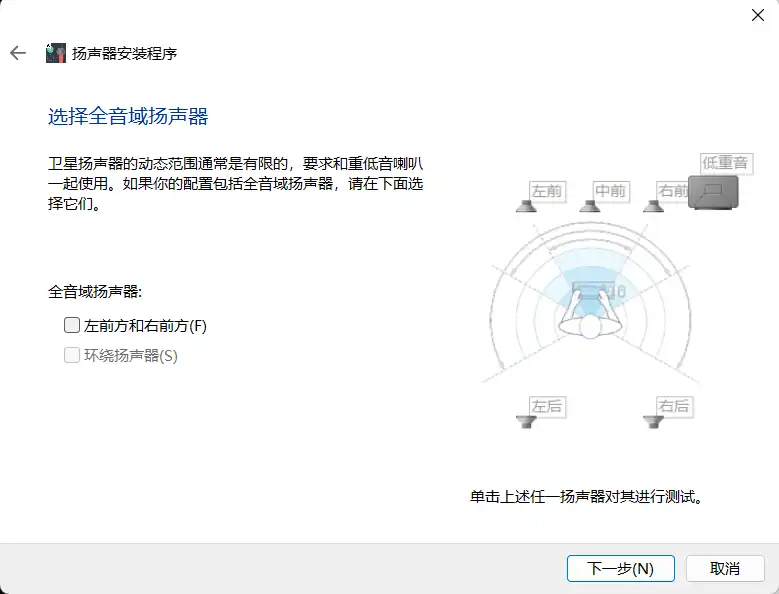 扬声器安装程序
选择全音域扬声器
卫星扬声器的动态范围通常是有限的，要求和重低音喇叭
一起使用。如果你的配置包括全音域扬声器，请在下面选
择它们。
低重音
左前
中前
右前
全音域扬声器:
左前方和右前方(F)
环绕扬声器(S)
左后
右后
单击上述任一扬声器对其进行测试。
下一步(N)
取消